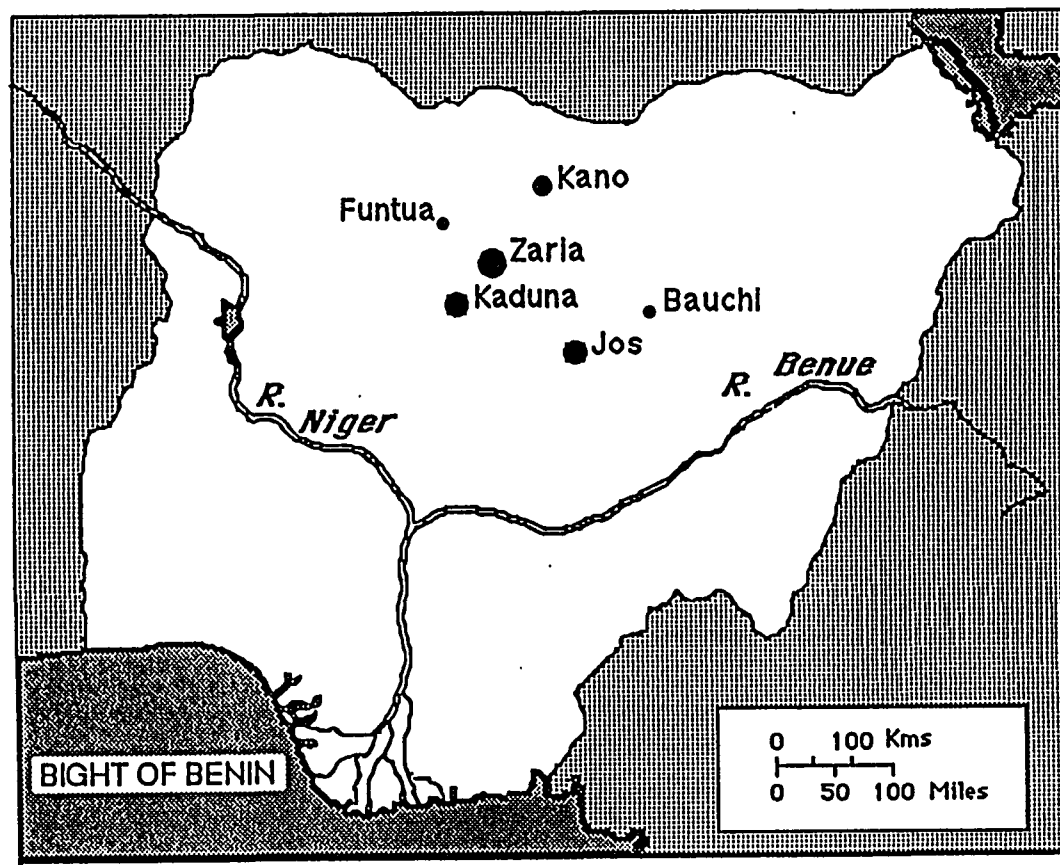 Kano
Funtua
Zaria
Kaduna
Bauchi
Jos
R. Benue
R. Niger
BIGHT OF BENIN
0 100 Kms
0 50 100 Miles